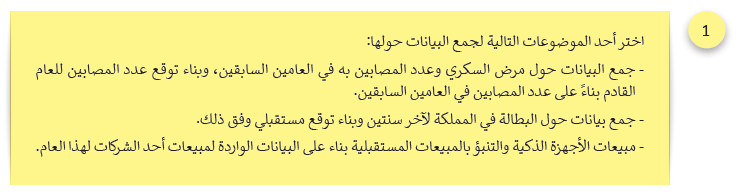 1
اختر أحد الموضوعات التالية لجمع البيانات حولها:
- جمع البيانات حول مرض السكري وعدد المصابين به في العامين السابقين، وبناء توقع عدد المصابين للعام
القادم بناءً على عدد المصابين في العامين السابقين.
- جمع بيانات حول البطالة في المملكة لآخر سنتين وبناء توقع مستقبلي وفق ذلك.
- مبيعات الأجهزة الذكية والتنبؤ بالمبيعات المستقبلية بناء على البيانات الواردة لمبيعات أحد الشركات لهذا العام.